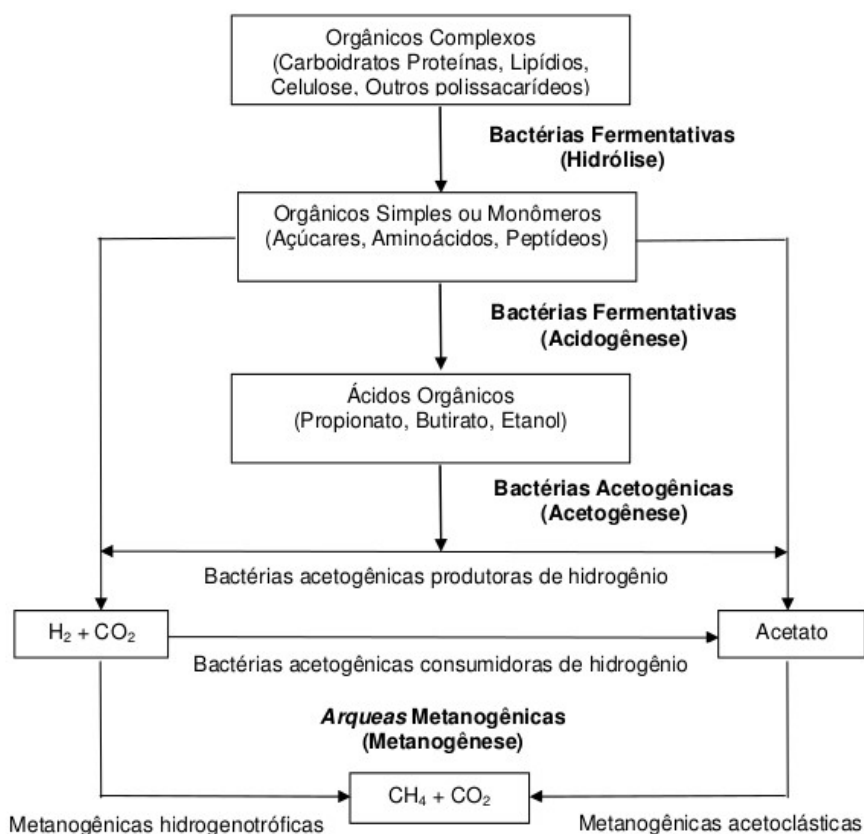 Orgânicos Complexos
(Carboidratos Proteínas, Lipídios,
Celulose, Outros polissacarídeos)
Bactérias Fermentativas
(Hidrólise)
Orgânicos Simples ou Monômeros
(Açúcares, Aminoácidos, Peptídeos)
Bactérias Fermentativas
(Acidogênese)
Ácidos Orgânicos
(Propionato, Butirato, Etanol)
Bactérias Acetogênicas
(Acetogênese)
Bactérias acetogênicas produtoras de hidrogênio
H₂ + CO₂
Acetato
Bactérias acetogênicas consumidoras de hidrogênio
Arqueas Metanogênicas
(Metanogênese)
CH₄ + CO₂
Metanogênicas hidrogenotróficas
Metanogênicas acetoclásticas